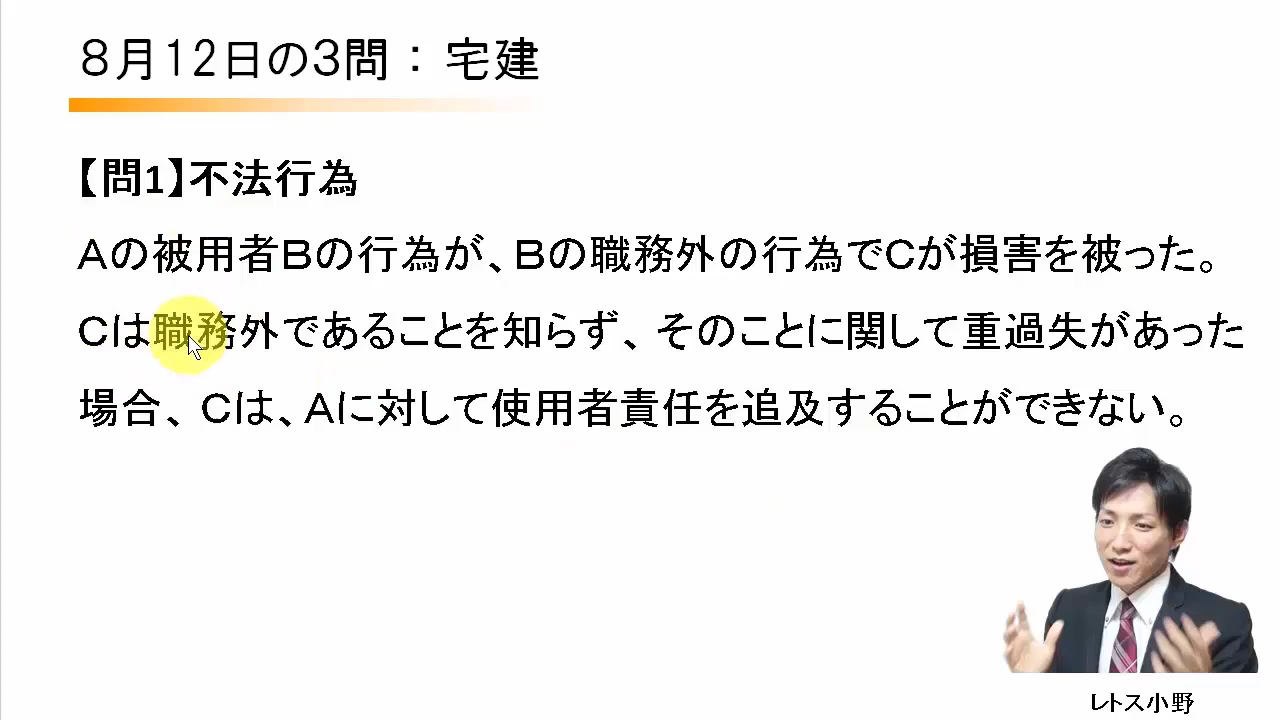 ８月１２日の３問：宅建
【問1】不法行為
Ａの被用者Ｂの行為が、Ｂの職務外の行為でＣが損害を被った。
Ｃは職務外であることを知らず、そのことに関して重過失があった
場合、Ｃは、Ａに対して使用者責任を追及することができない。
レトス小野